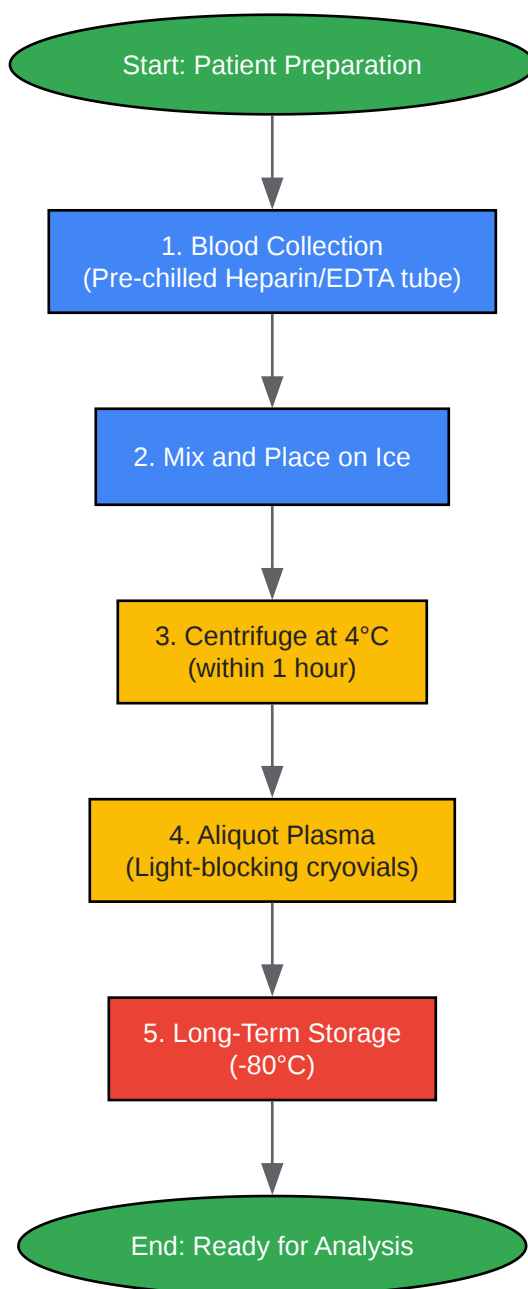 Start: Patient Preparation
1. Blood Collection
(Pre-chilled Heparin/EDTA tube)
2. Mix and Place on Ice
3. Centrifuge at 4°C
(within 1 hour)
4. Aliquot Plasma
(Light-blocking cryovials)
5. Long-Term Storage
(-80°C)
End: Ready for Analysis